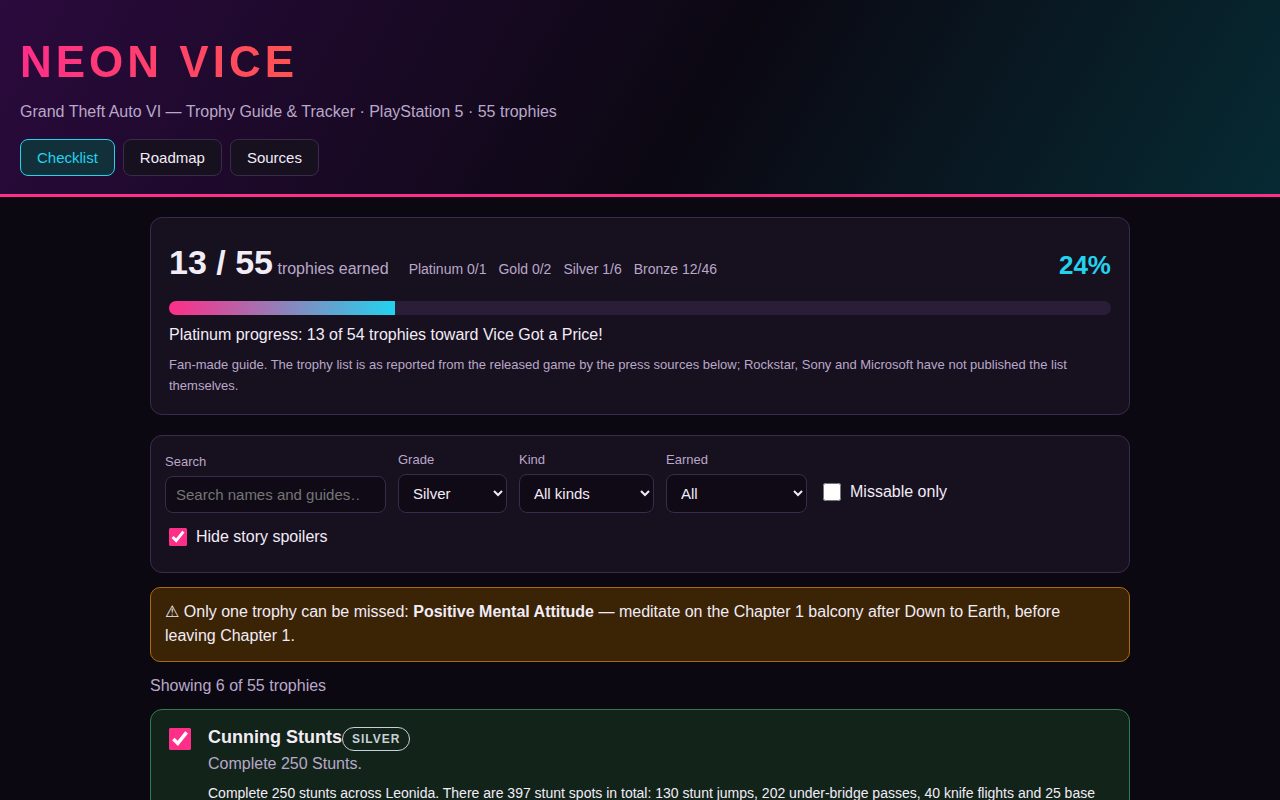 NEON VICE
Grand Theft Auto VI — Trophy Guide & Tracker · PlayStation 5 · 55 trophies
Checklist Roadmap Sources
13 / 55 trophies earned Platinum 0/1 Gold 0/2 Silver 1/6 Bronze 12/46 24%
Platinum progress: 13 of 54 trophies toward Vice Got a Price!
Fan-made guide. The trophy list is as reported from the released game by the press sources below; Rockstar, Sony and Microsoft have not published the list
themselves.
Search Grade Kind Earned
Search names and guides.. Silver All kinds All Missable only
Hide story spoilers
⚠ Only one trophy can be missed: Positive Mental Attitude — meditate on the Chapter 1 balcony after Down to Earth, before
leaving Chapter 1.
Showing 6 of 55 trophies
Cunning Stunts SILVER
Complete 250 Stunts.
Complete 250 stunts across Leonida. There are 397 stunt spots in total: 130 stunt jumps, 202 under-bridge passes, 40 knife flights and 25 base